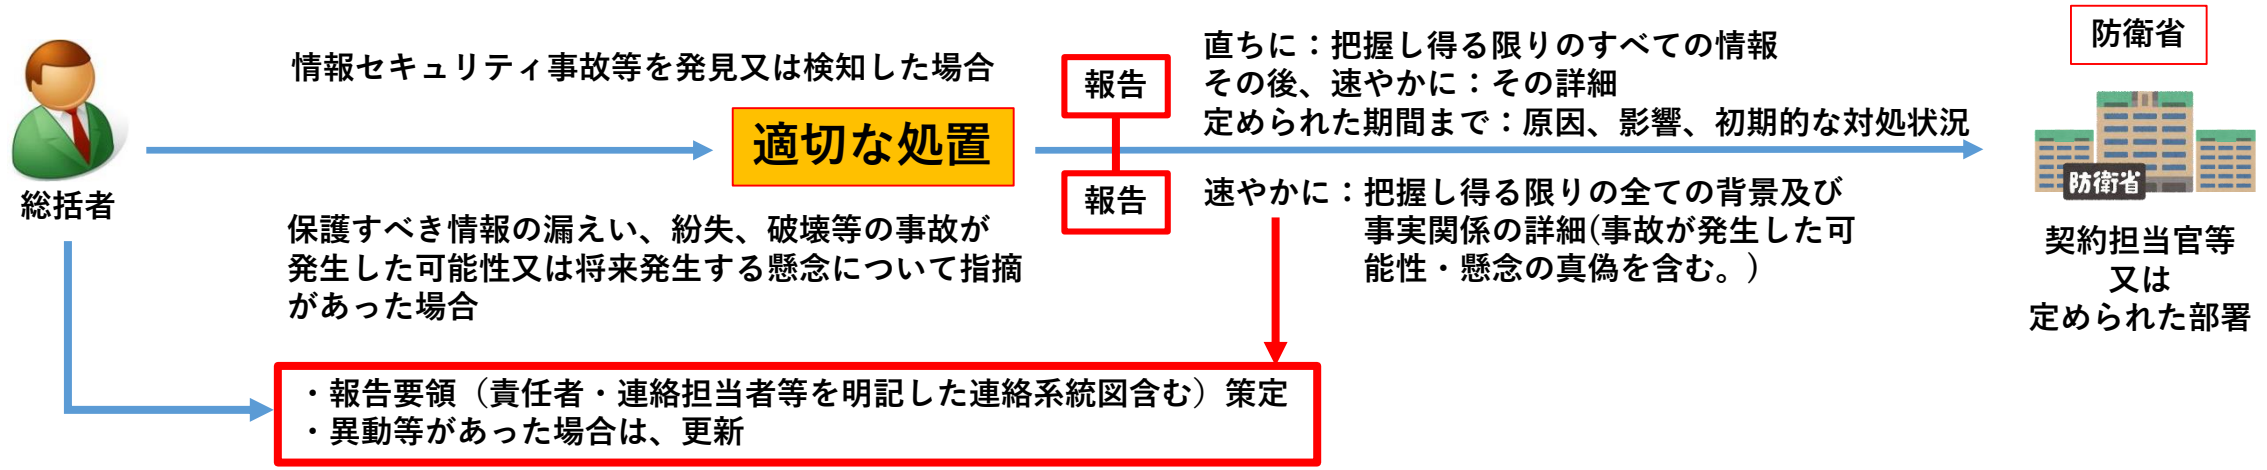 総括者
情報セキュリティ事故等を発見又は検知した場合
適切な処置
保護すべき情報の漏えい、紛失、破壊等の事故が
発生した可能性又は将来発生する懸念について指摘
があった場合
報告
直ちに：把握し得る限りのすべての情報
その後、速やかに：その詳細
定められた期間まで：原因、影響、初期的な対処状況
報告
速やかに：把握し得る限りの全ての背景及び
事実関係の詳細(事故が発生した可
能性・懸念の真偽を含む。)
防衛省
防衛省
契約担当官等
又は
定められた部署
・報告要領（責任者・連絡担当者等を明記した連絡系統図含む）策定
・異動等があった場合は、更新